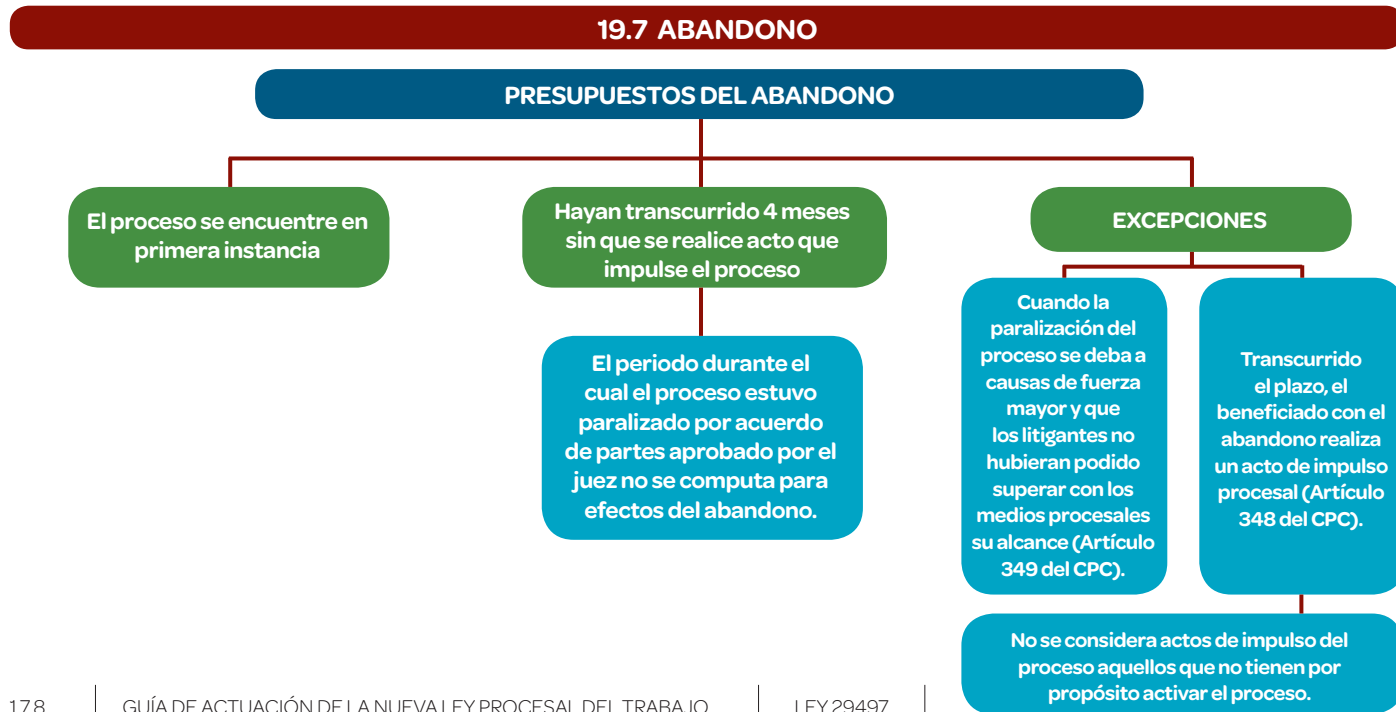 19.7 ABANDONO
PRESUPUESTOS DEL ABANDONO
El proceso se encuentre en
primera instancia
Hayan transcurrido 4 meses
sin que se realice acto que
impulse el proceso
El periodo durante el
cual el proceso estuvo
paralizado por acuerdo
de partes aprobado por el
juez no se computa para
efectos del abandono.
EXCEPCIONES
Cuando la
paralización del
proceso se deba a
causas de fuerza
mayor y que
los litigantes no
hubieran podido
superar con los
medios procesales
su alcance (Artículo
349 del CPC).
Transcurrido
el plazo, el
beneficiado con el
abandono realiza
un acto de impulso
procesal (Artículo
348 del CPC).
No se considera actos de impulso del
proceso aquellos que no tienen por
propósito activar el proceso.
178 GUÍA DE ACTUACIÓN DE LA NUEVA LEY PROCESAL DEL TRABAJO LEY 29497